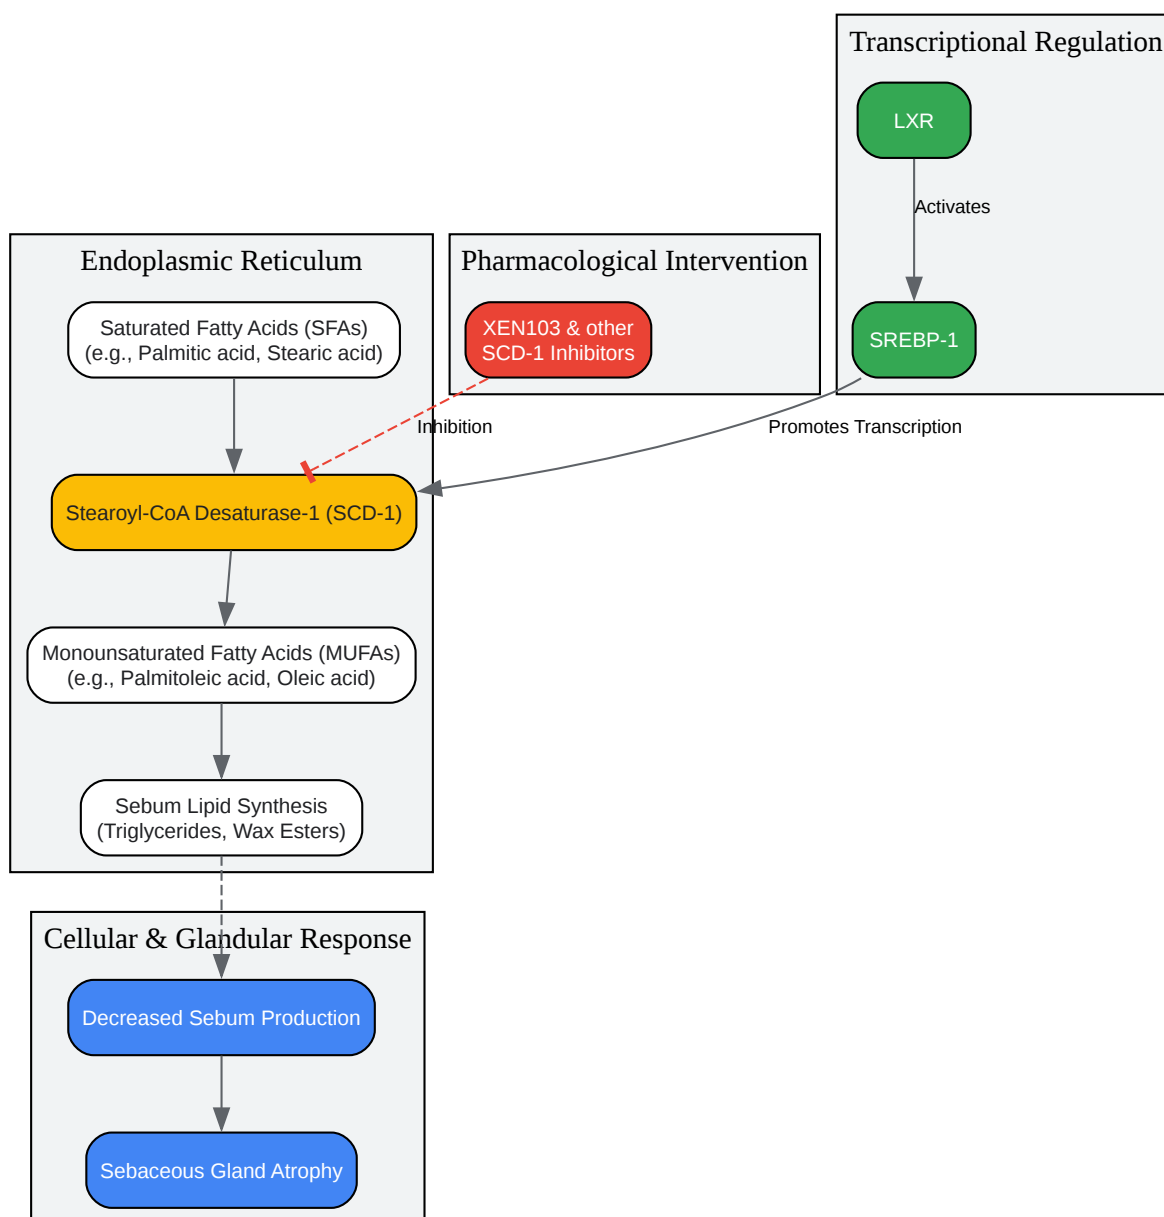 Transcriptional Regulation
LXR
Activates
SREBP-1
Promotes Transcription
Pharmacological Intervention
XEN103 & other
SCD-1 Inhibitors
Inhibition
Endoplasmic Reticulum
Saturated Fatty Acids (SFAs)
(e.g., Palmitic acid, Stearic acid)
Stearoyl-CoA Desaturase-1 (SCD-1)
Monounsaturated Fatty Acids (MUFAs)
(e.g., Palmitoleic acid, Oleic acid)
Sebum Lipid Synthesis
(Triglycerides, Wax Esters)
Cellular & Glandular Response
Decreased Sebum Production
Sebaceous Gland Atrophy